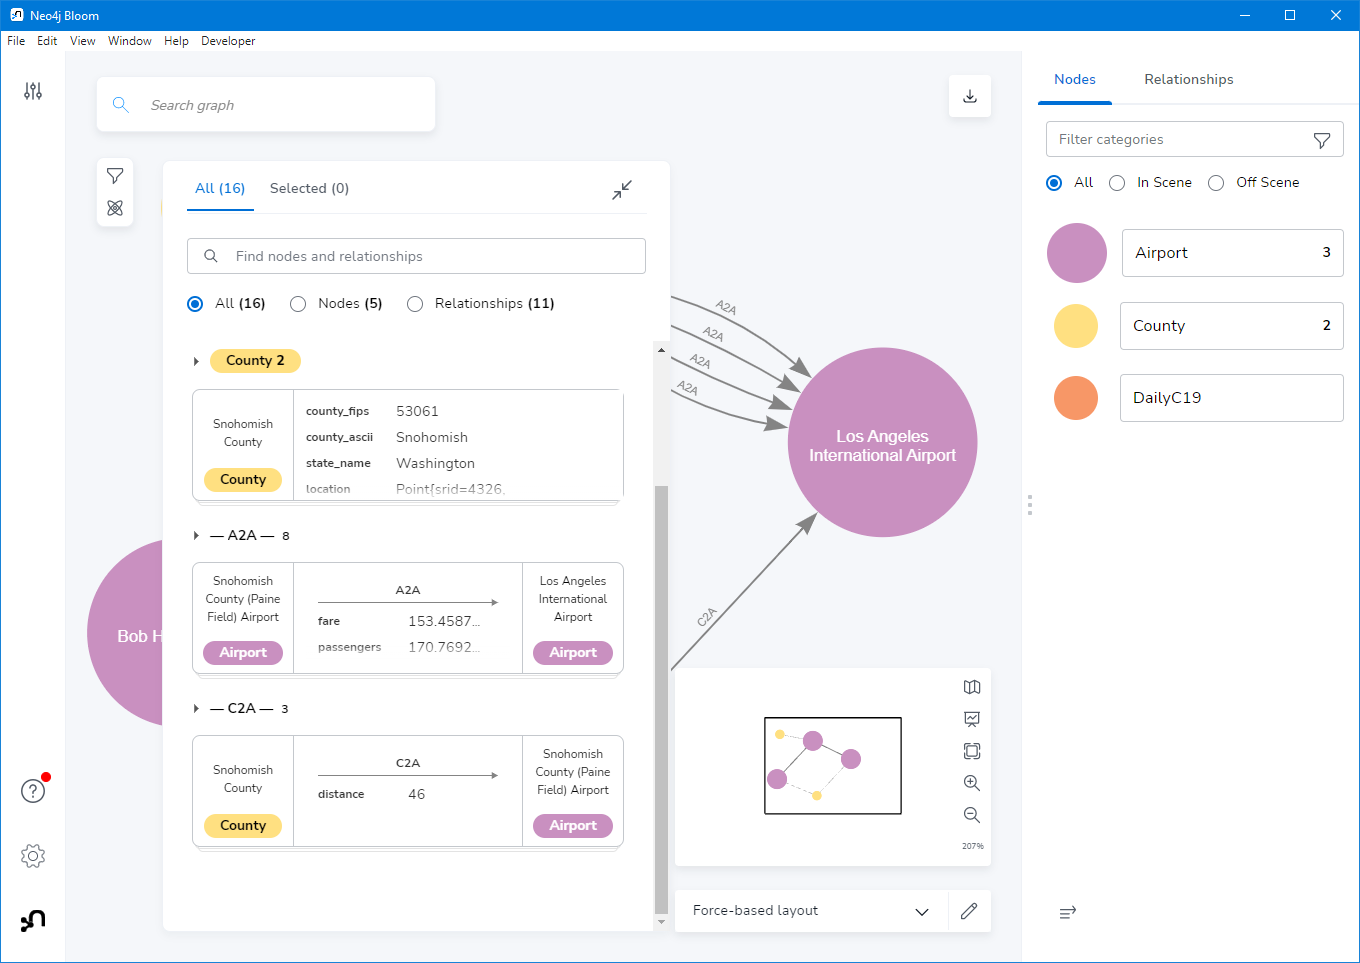 Neo4j Bloom
File Edit View Window Help Developer
Search graph
All (16) Selected (0)
Find nodes and relationships
All (16) Nodes (5) Relationships (11)
County 2
Snohomish
County
County
county_fips 53061
county_ascii Snohomish
state_name Washington
location Point{srid=4326,
— A2A — 8
Snohomish
County (Paine
Field) Airport
Airport
A2A
fare 153.4587...
passengers 170.7692...
Los Angeles
International
Airport
Airport
— C2A — 3
Snohomish
County
County
C2A
distance 46
Snohomish
County (Paine
Field) Airport
Airport
Bob H
A2A
A2A
A2A
A2A
Los Angeles
International Airport
C2A
207%
Force-based layout
Nodes Relationships
Filter categories
All In Scene Off Scene
Airport 3
County 2
DailyC19